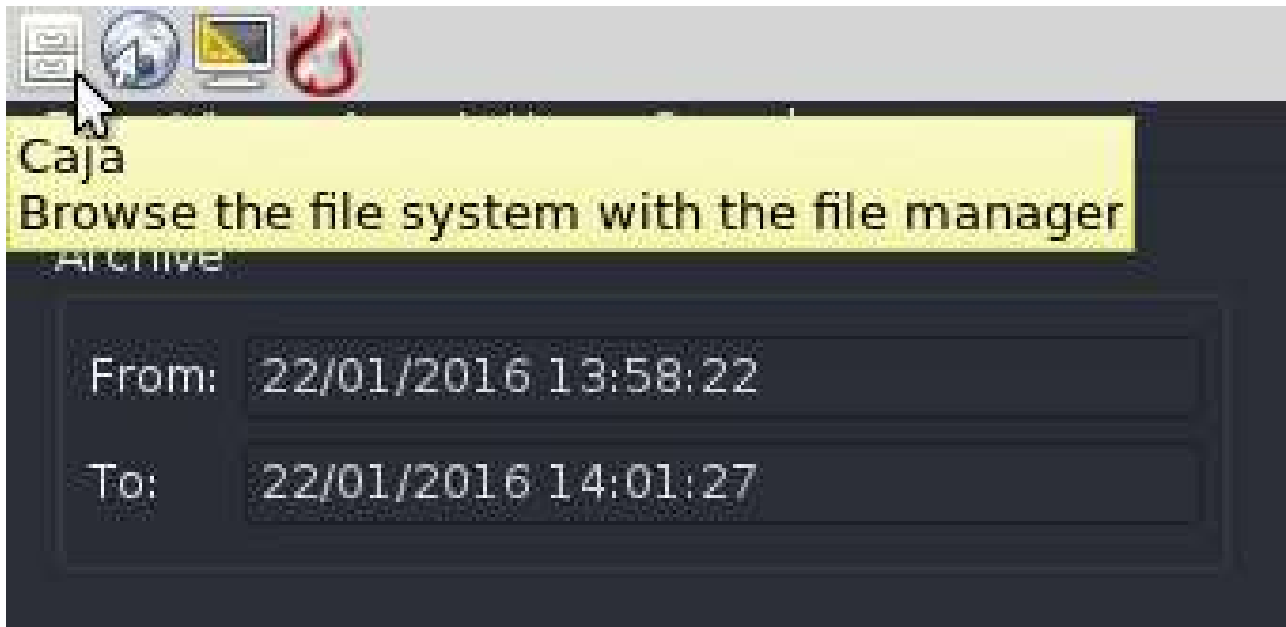 Caja
Browse the file system with the file manager
Archive
From: 22/01/2016 13:58:22
To: 22/01/2016 14:01:27